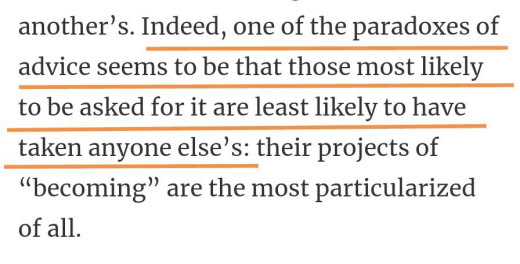 another’s. Indeed, one of the paradoxes of
advice seems to be that those most likely
to be asked for it are least likely to have
taken anyone else’s: their projects of
“becoming” are the most particularized
of all.